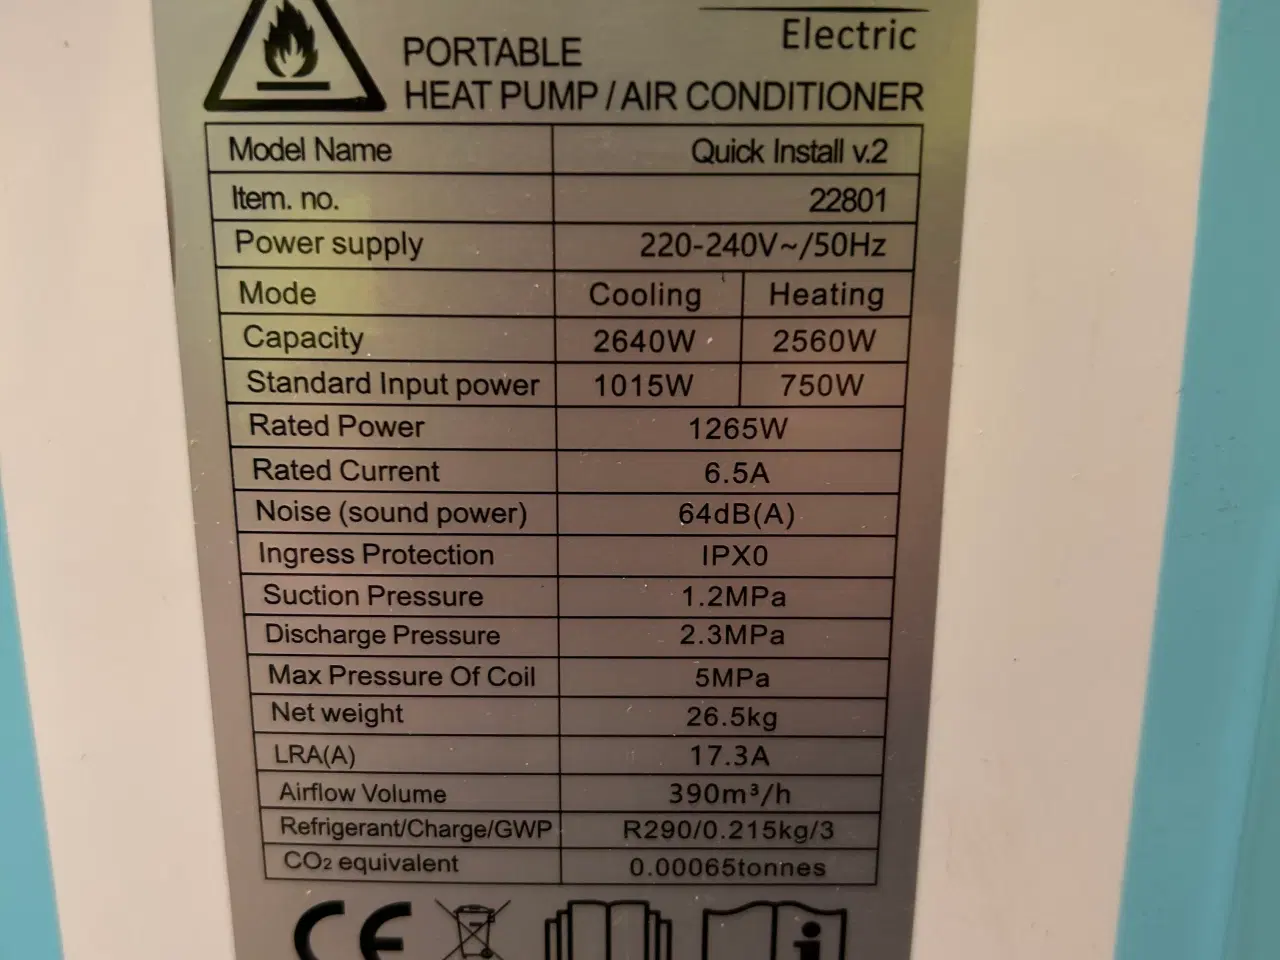 Electric
PORTABLE
HEAT PUMP / AIR CONDITIONER
Model Name Quick Install v.2
Item. no. 22801
Power supply 220-240V~/50Hz
Mode Cooling Heating
Capacity 2640W 2560W
Standard Input power 1015W 750W
Rated Power 1265W
Rated Current 6.5A
Noise (sound power) 64dB(A)
Ingress Protection IPX0
Suction Pressure 1.2MPa
Discharge Pressure 2.3MPa
Max Pressure Of Coil 5MPa
Net weight 26.5kg
LRA(A) 17.3A
Airflow Volume 390m³/h
Refrigerant/Charge/GWP R290/0.215kg/3
CO₂ equivalent 0.00065tonnes
CE